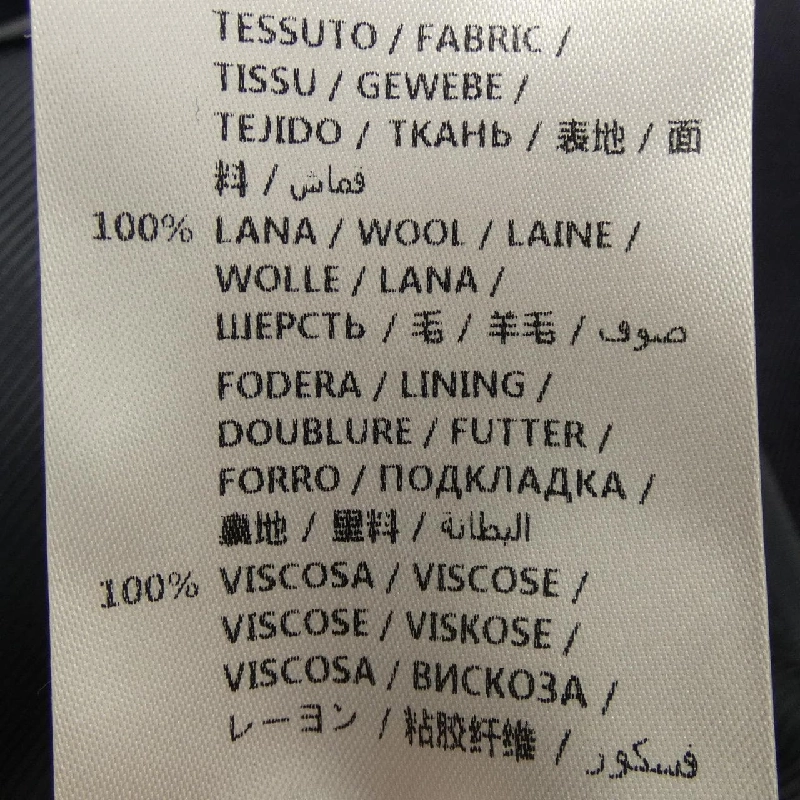 TESSUTO / FABRIC /
TISSU / GEWEBE /
TEJIDO / ТКАНЬ / 表地 / 面
料 / قماش
100% LANA / WOOL / LAINE /
WOLLE / LANA /
ШЕРСТЬ / 毛 / 羊毛 / صوف
FODERA / LINING /
DOUBLURE / FUTTER /
FORRO / ПОДКЛАДКА /
裏地 / 里料 / البطانة
100% VISCOSA / VISCOSE /
VISCOSE / VISKOSE /
VISCOSA / ВИСКОЗА /
レーヨン / 粘胶纤维 / فسكور